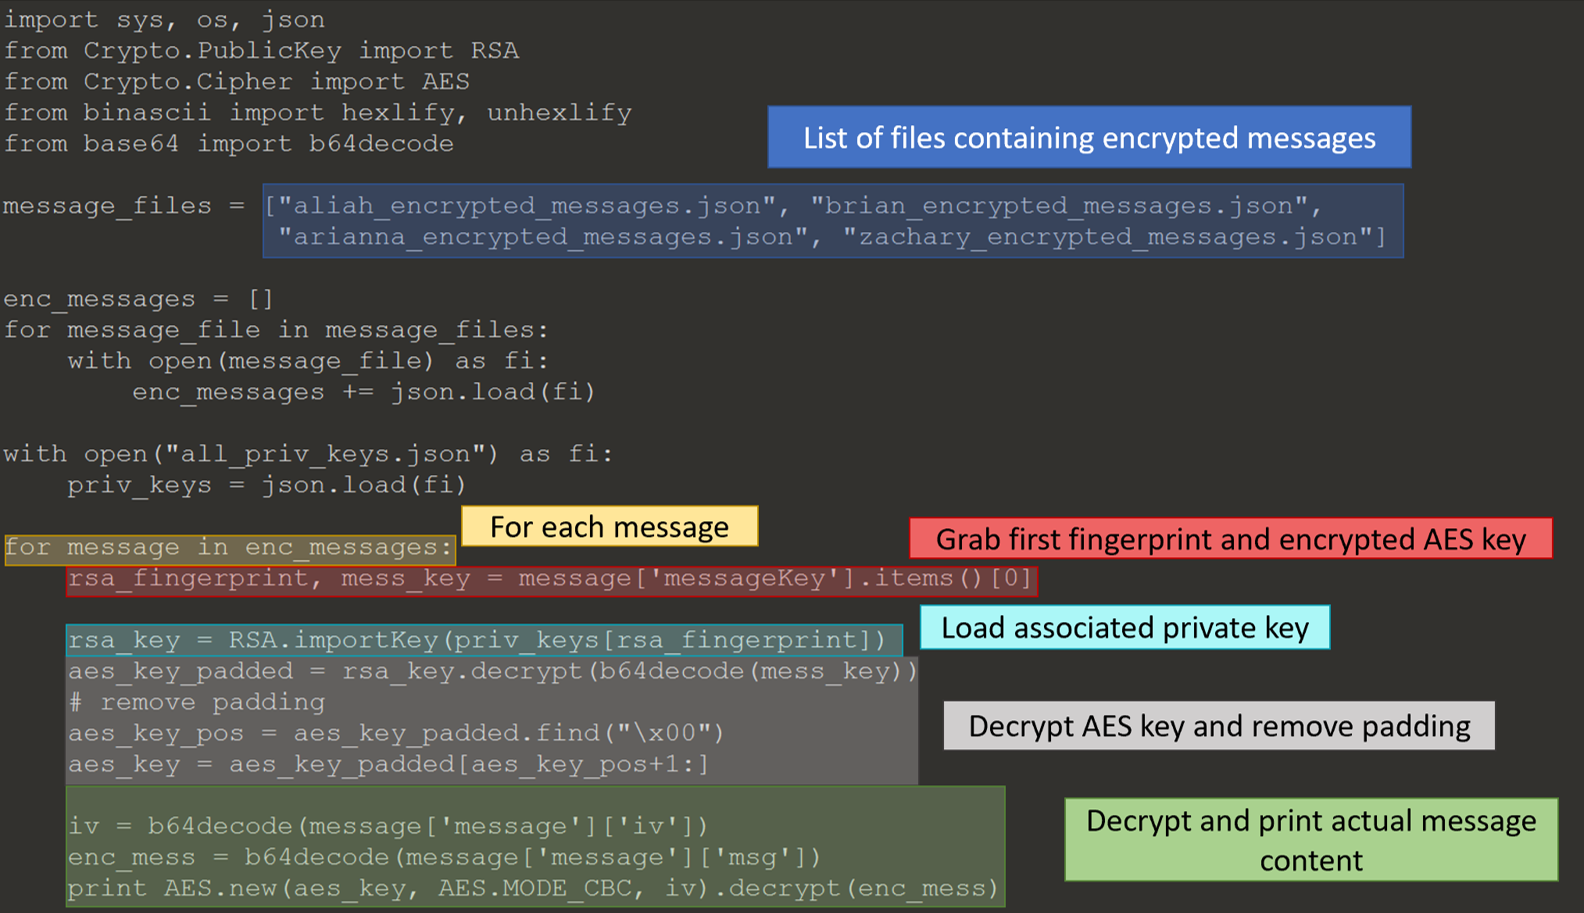 import sys, os, json
from Crypto.PublicKey import RSA
from Crypto.Cipher import AES
from binascii import hexlify, unhexlify
from base64 import b64decode
List of files containing encrypted messages
message_files = ["aliah_encrypted_messages.json", "brian_encrypted_messages.json",
"arianna_encrypted_messages.json", "zachary_encrypted_messages.json"]
enc_messages = []
for message_file in message_files:
    with open(message_file) as fi:
        enc_messages += json.load(fi)
with open("all_priv_keys.json") as fi:
    priv_keys = json.load(fi)
For each message
for message in enc_messages:
Grab first fingerprint and encrypted AES key
    rsa_fingerprint, mess_key = message['messageKey'].items()[0]
Load associated private key
    rsa_key = RSA.importKey(priv_keys[rsa_fingerprint])
    aes_key_padded = rsa_key.decrypt(b64decode(mess_key))
    # remove padding
Decrypt AES key and remove padding
    aes_key_pos = aes_key_padded.find("\x00")
    aes_key = aes_key_padded[aes_key_pos+1:]
Decrypt and print actual message
content
    iv = b64decode(message['message']['iv'])
    enc_mess = b64decode(message['message']['msg'])
    print AES.new(aes_key, AES.MODE_CBC, iv).decrypt(enc_mess)